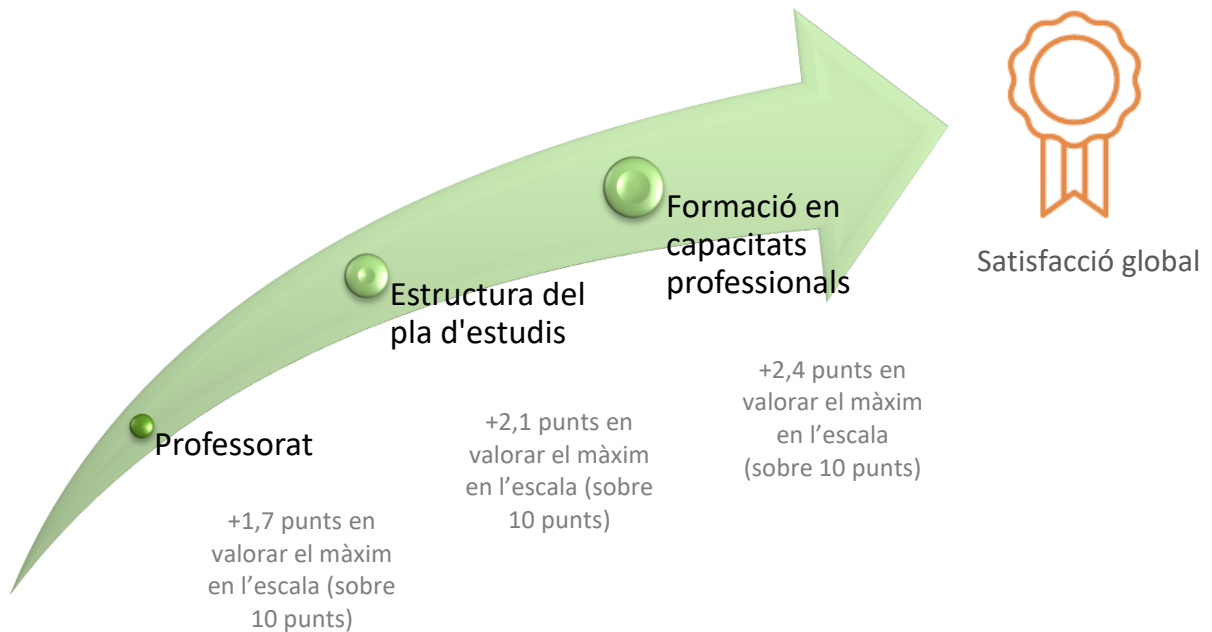 Formació en
capacitats
professionals
Satisfacció global
Estructura del
pla d'estudis
+2,4 punts en
valorar el màxim
en l’escala
(sobre 10 punts)
+2,1 punts en
valorar el màxim
en l’escala (sobre
10 punts)
Professorat
+1,7 punts en
valorar el màxim
en l’escala (sobre
10 punts)